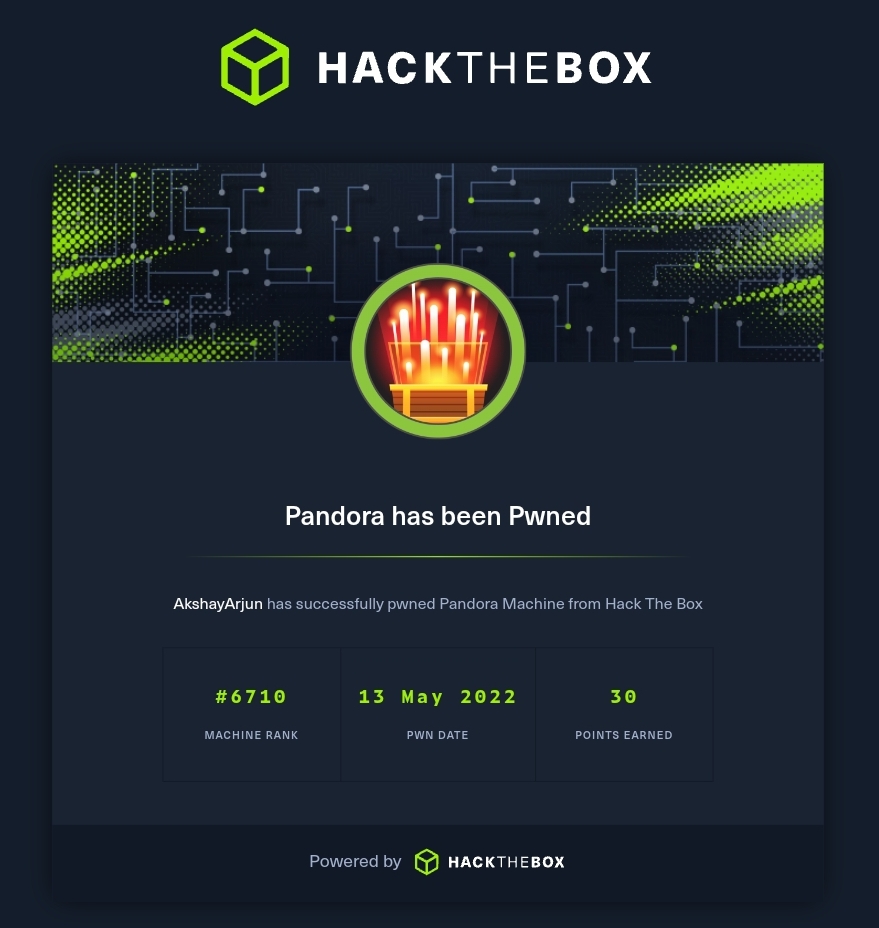 HACKTHEBOX
Pandora has been Pwned
AkshayArjun has successfully pwned Pandora Machine from Hack The Box
#6710 13 May 2022 30
MACHINE RANK PWN DATE POINTS EARNED
Powered by HACKTHEBOX